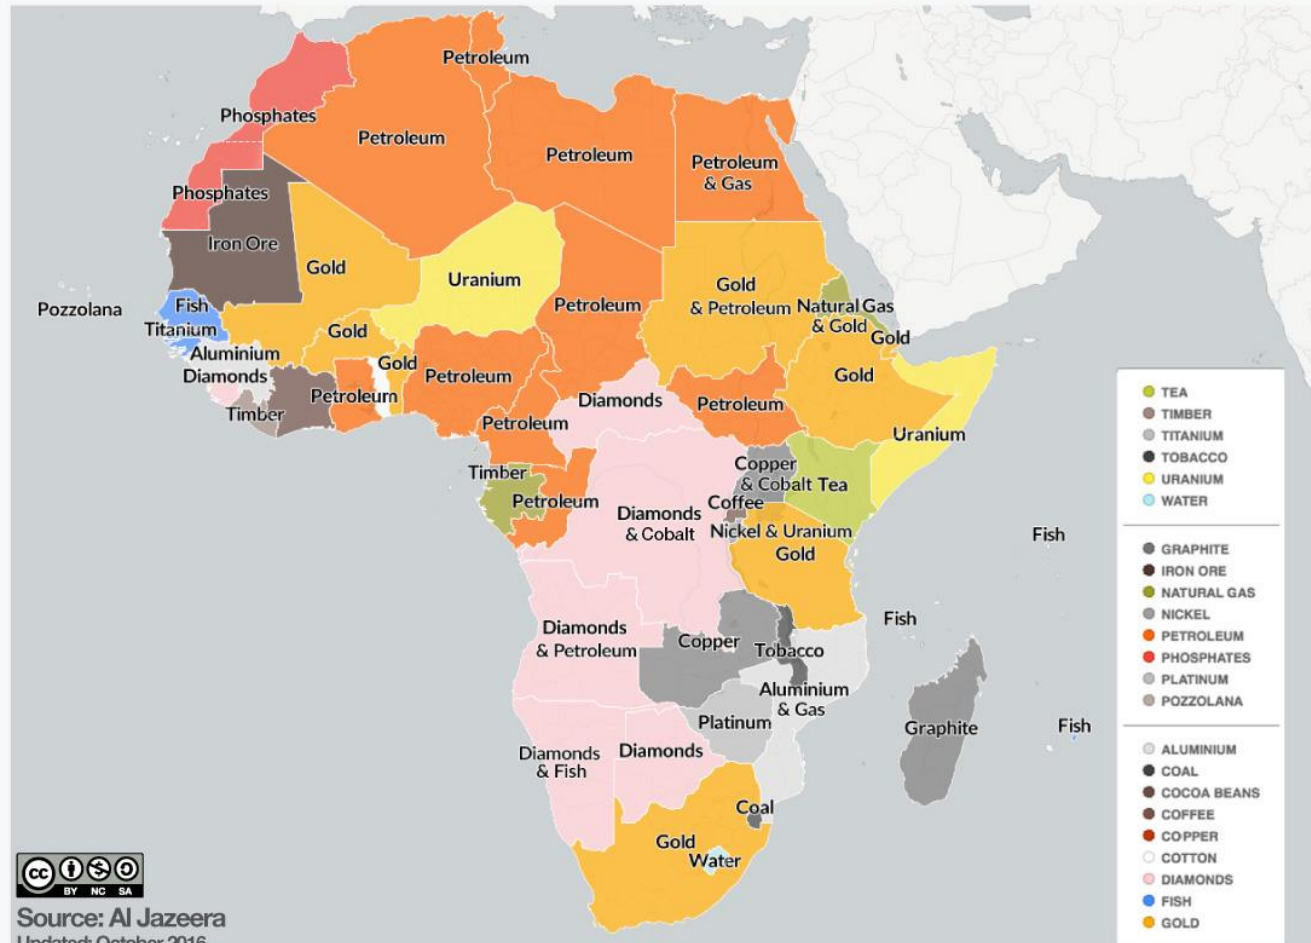 Petroleum
Phosphates
Petroleum
Petroleum
Petroleum
& Gas
Phosphates
Iron Ore
Gold
Uranium
Gold
& Petroleum
Natural Gas
& Gold
Pozzolana
Fish
Titanium
Petroleum
Gold
Gold
Aluminium
Gold
Diamonds
Petroleum
Gold
Timber
Petroleum
Diamonds
Petroleum
Petroleum
Uranium
Timber
Petroleum
Copper
& Cobalt
Tea
Coffee
Diamonds
& Cobalt
Nickel & Uranium
Gold
Fish
Fish
Diamonds
& Petroleum
Copper
Tobacco
Aluminium
& Gas
Platinum
Graphite
Fish
Diamonds
& Fish
Diamonds
Coal
Gold
Water
TEA
TIMBER
TITANIUM
TOBACCO
URANIUM
WATER
GRAPHITE
IRON ORE
NATURAL GAS
NICKEL
PETROLEUM
PHOSPHATES
PLATINUM
POZZOLANA
ALUMINIUM
COAL
COCOA BEANS
COFFEE
COPPER
COTTON
DIAMONDS
FISH
GOLD
cc
BY NC SA
Source: Al Jazeera
Updated: October 2016